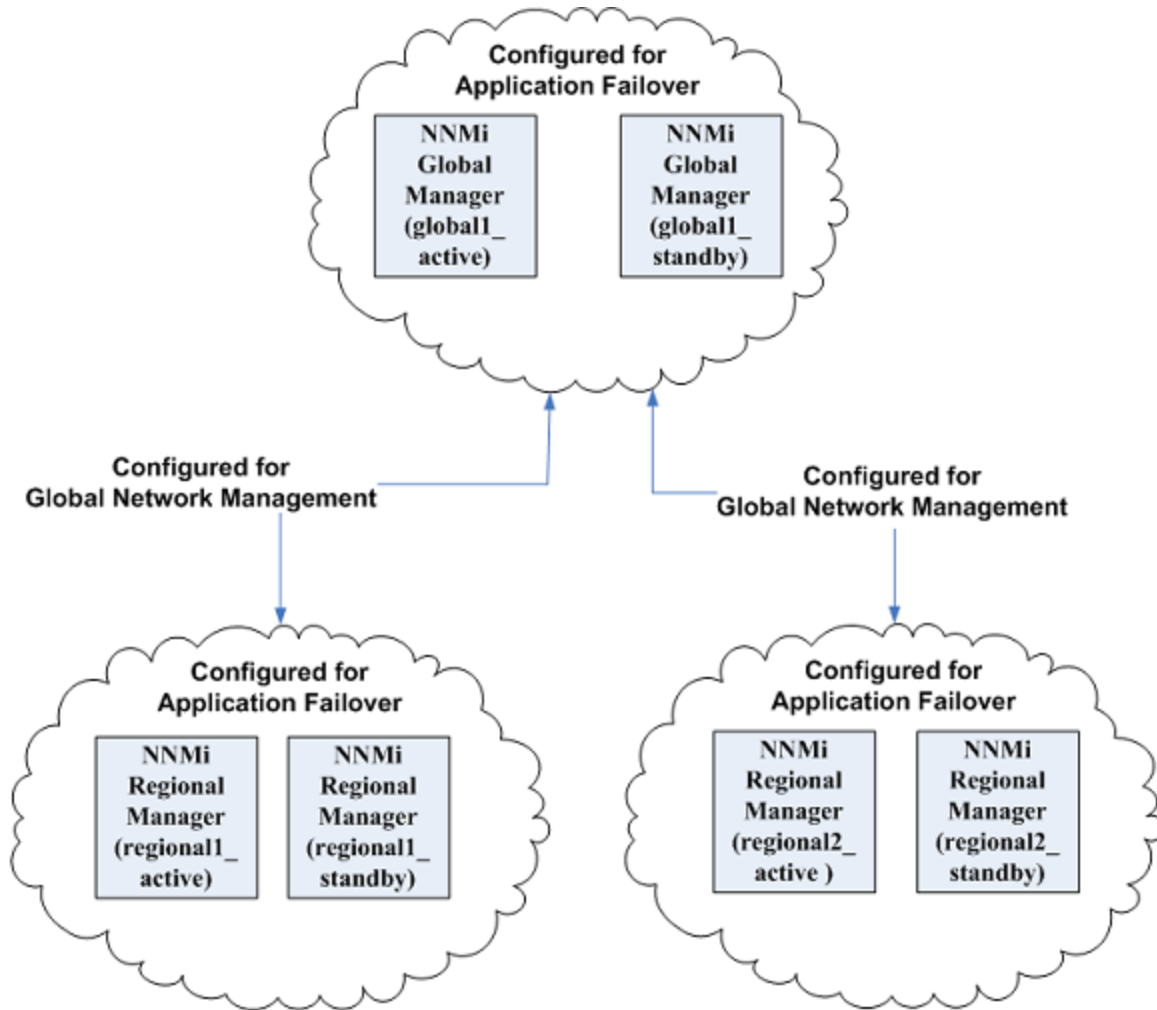 Configured for
Application Failover
NNMi
Global
Manager
(global1_
active)
NNMi
Global
Manager
(global1_
standby)
Configured for
Global Network Management
Configured for
Global Network Management
Configured for
Application Failover
NNMi
Regional
Manager
(regional1_
active)
NNMi
Regional
Manager
(regional1_
standby)
Configured for
Application Failover
NNMi
Regional
Manager
(regional2_
active )
NNMi
Regional
Manager
(regional2_
standby)